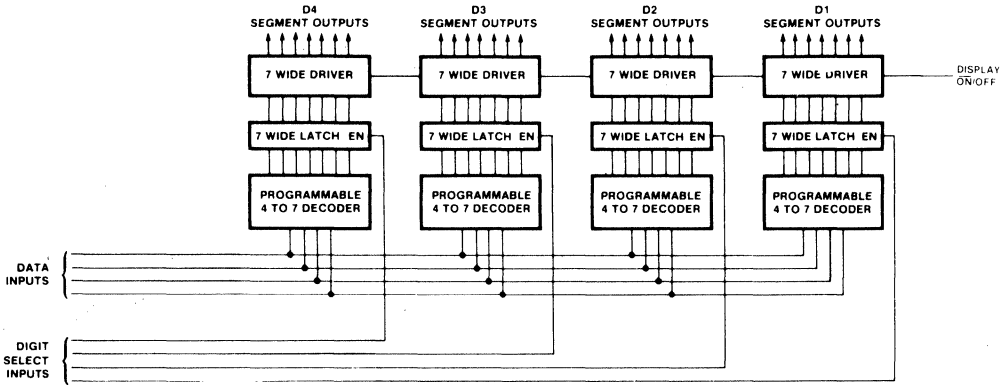 D4
SEGMENT OUTPUTS
D3
SEGMENT OUTPUTS
D2
SEGMENT OUTPUTS
D1
SEGMENT OUTPUTS
7 WIDE DRIVER
7 WIDE DRIVER
7 WIDE DRIVER
7 WIDE DRIVER
DISPLAY
ON/OFF
7 WIDE LATCH EN
7 WIDE LATCH EN
7 WIDE LATCH EN
7 WIDE LATCH EN
PROGRAMMABLE
4 TO 7 DECODER
PROGRAMMABLE
4 TO 7 DECODER
PROGRAMMABLE
4 TO 7 DECODER
PROGRAMMABLE
4 TO 7 DECODER
DATA
INPUTS
DIGIT
SELECT
INPUTS